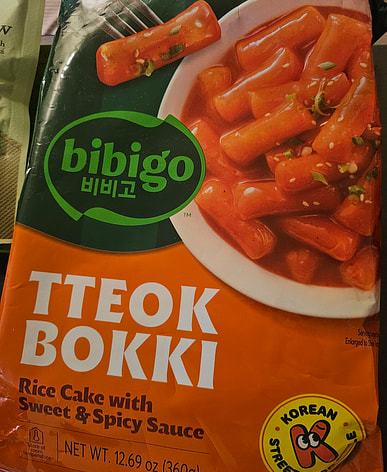 bibigo
비비고
TM
TTEOK
BOKKI
Rice Cake with
Sweet & Spicy Sauce
KOREAN
NET WT. 12.69 oz (360g)